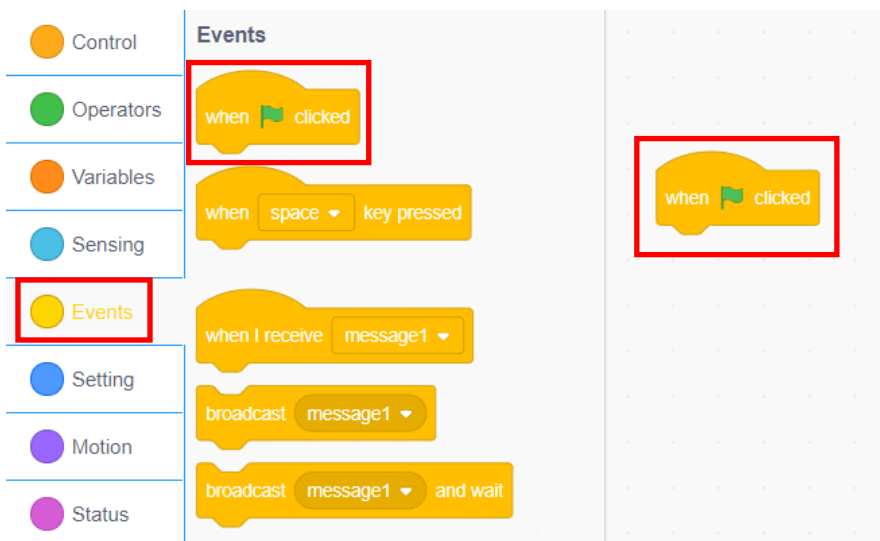 Control
Operators
Variables
Sensing
Events
Setting
Motion
Status
Events
when clicked
when space key pressed
when I receive message1
broadcast message1
broadcast message1 and wait
when clicked